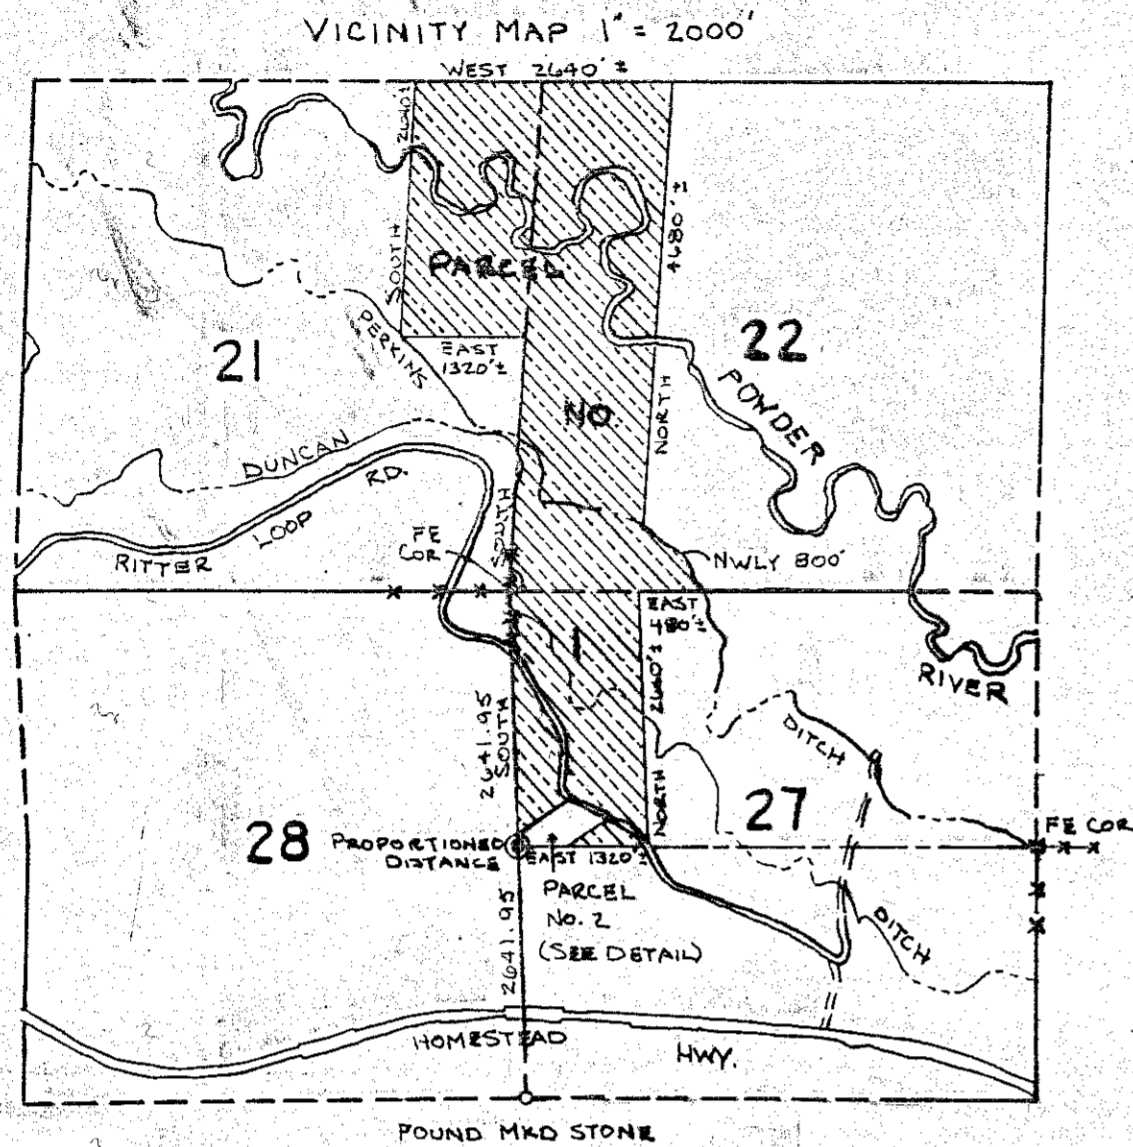 VICINITY MAP 1" = 2000'
WEST 2640'±
2640'±
SOUTH
PARCEL
4680'±
NORTH
21
PERKINS
EAST
1320'±
22
POWDER
NO.
DUNCAN
RITTER LOOP RD.
FE
COR
SOUTH
NWLY 800'
EAST
480'±
1
2640'±
NORTH
RIVER
2641.95
SOUTH
DITCH
28
PROPORTIONED
DISTANCE
EAST 1320'±
27
FE COR
PARCEL
No. 2
(SEE DETAIL)
2641.95
DITCH
HOMESTEAD HWY.
FOUND MKD STONE